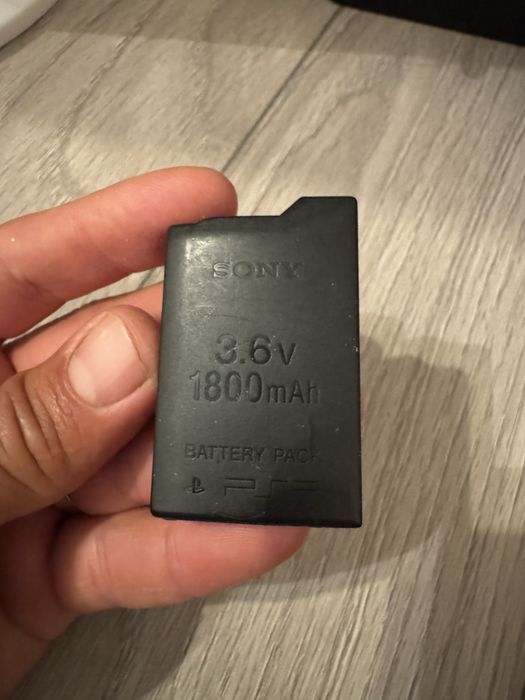 SONY
3.6V
1800mAh
BATTERY PACK
PSP